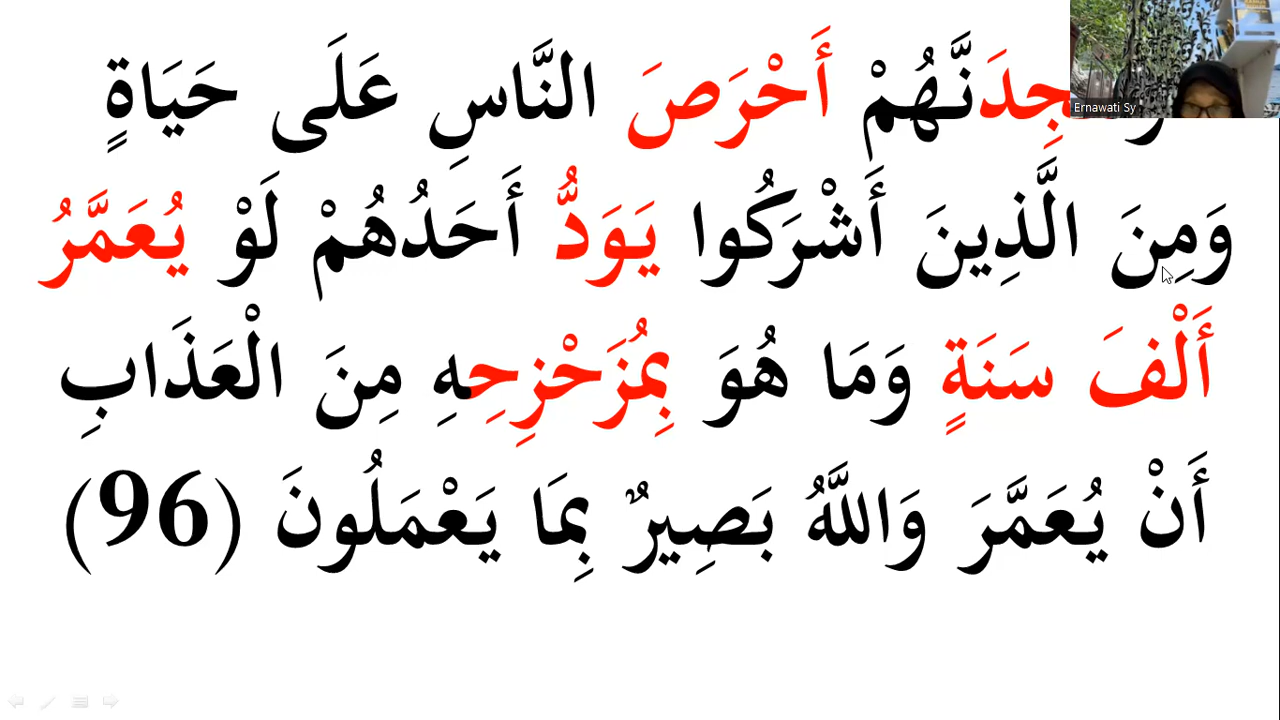 Ernawati Sy
نَّهُمْ أَحْرَصَ النَّاسِ عَلَى حَيَاةٍ
وَمِنَ الَّذِينَ أَشْرَكُوا يَوَدُّ أَحَدُهُمْ لَوْ يُعَمَّرُ
أَلْفَ سَنَةٍ وَمَا هُوَ بِمُزَحْزِحِهِ مِنَ الْعَذَابِ
أَنْ يُعَمَّرَ وَاللَّهُ بَصِيرٌ بِمَا يَعْمَلُونَ (96)